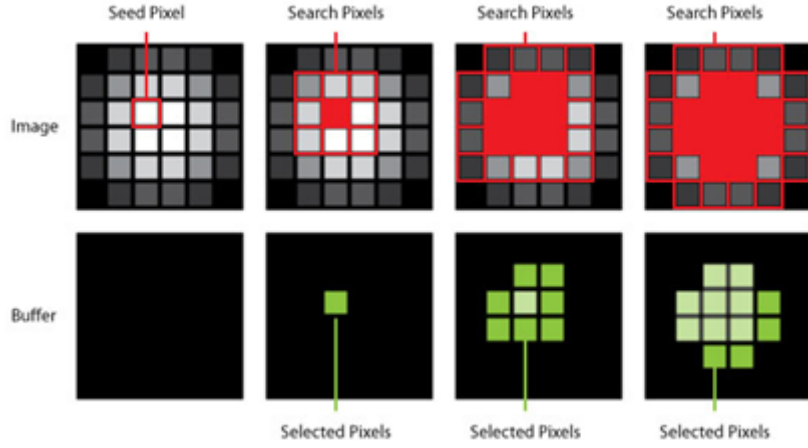 Seed Pixel
Search Pixels
Search Pixels
Search Pixels
Image
Buffer
Selected Pixels
Selected Pixels
Selected Pixels